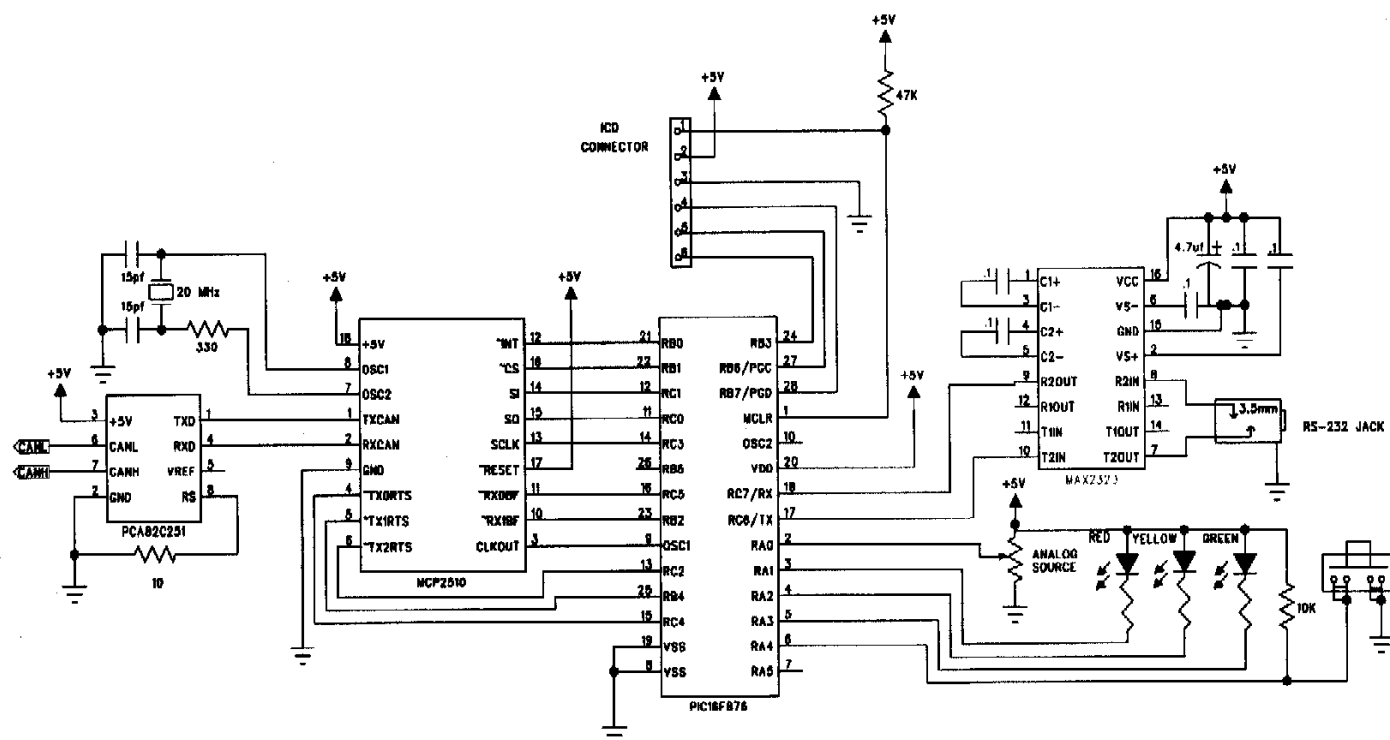 +5V
47K
+5V
ICD
CONNECTOR
1
2
3
4
5
6
15pf
20 MHz
15pf
330
+5V
+5V
+5V
4.7uf
+
.1
.1
.1
.1
.1
1 C1+
3 C1-
4 C2+
5 C2-
9 R2OUT
12 R1OUT
11 T1IN
10 T2IN
VCC 16
VS- 6
GND 15
VS+ 2
R2IN 8
R1IN 13
T1OUT 14
T2OUT 7
MAX2323
3.5mm
RS-232 JACK
+5V
3 +5V
6 CANL
7 CANH
2 GND
TXD 1
RXD 4
VREF 5
RS 8
CANL
CANH
PCA82C251
10
+5V
8 OSC1
7 OSC2
1 TXCAN
2 RXCAN
9 GND
4 ~TX0RTS
5 ~TX1RTS
6 ~TX2RTS
~INT 12
~CS 16
SI 14
SO 15
SCLK 13
~RESET 17
~RX0BF 11
~RX1BF 10
CLKOUT 3
MCP2510
21 RB0
22 RB1
12 RC1
11 RC0
14 RC3
26 RB5
16 RC5
23 RB2
9 OSC1
13 RC2
25 RB4
15 RC4
19 VSS
8 VSS
RB3 24
RB6/PGC 27
RB7/PGD 28
MCLR 1
OSC2 10
VDD 20
RC7/RX 18
RC6/TX 17
RA0 2
RA1 3
RA2 4
RA3 5
RA4 6
RA5 7
PIC16F876
+5V
+5V
ANALOG
SOURCE
RED
YELLOW
GREEN
10K